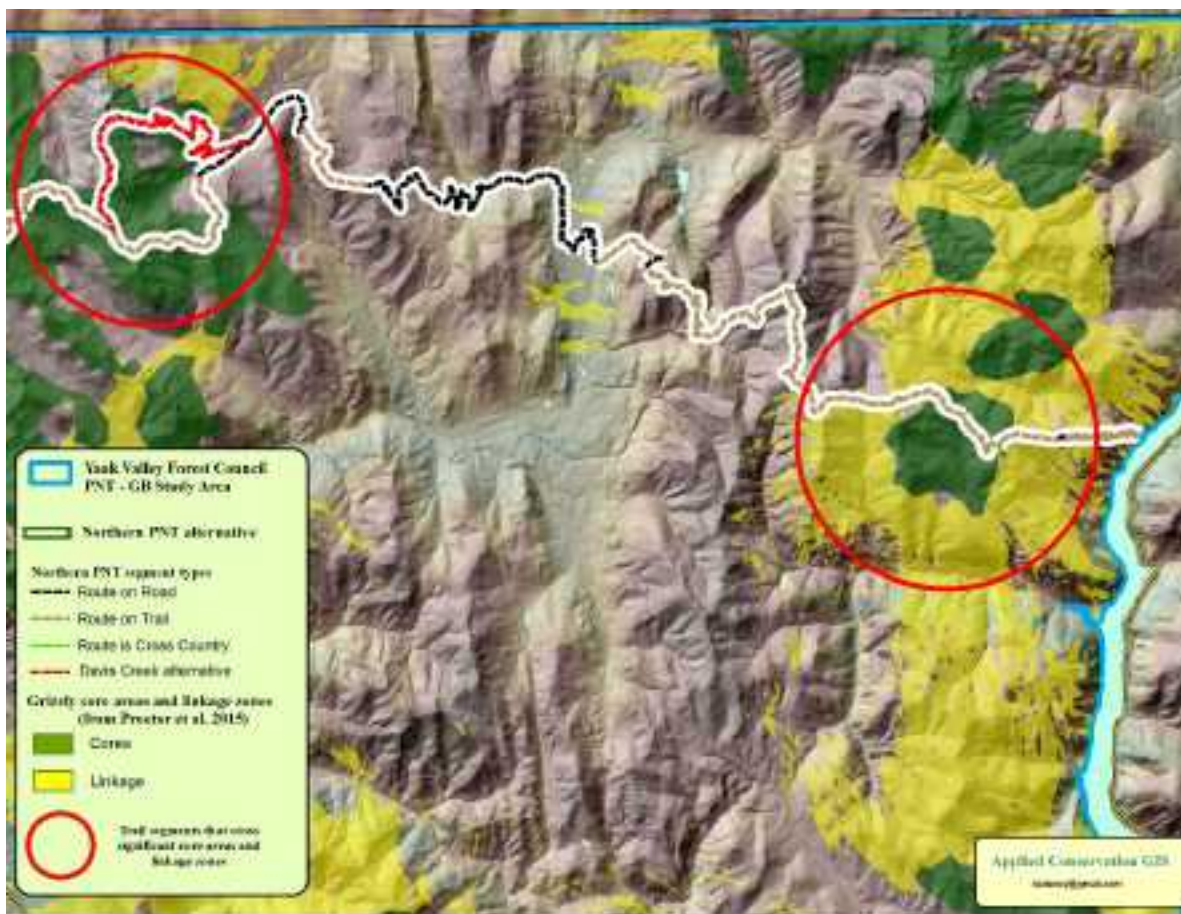 Yaak Valley Forest Council
PNT - GB Study Area
Northern PNT alternative
Northern PNT segment types
Route on Road
Route on Trail
Route is Cross Country
Davis Creek alternative
Grizzly core areas and linkage zones
(from Proctor et al. 2015)
Cores
Linkage
Trail segments that cross
significant core areas and
linkage zones
Applied Conservation GIS